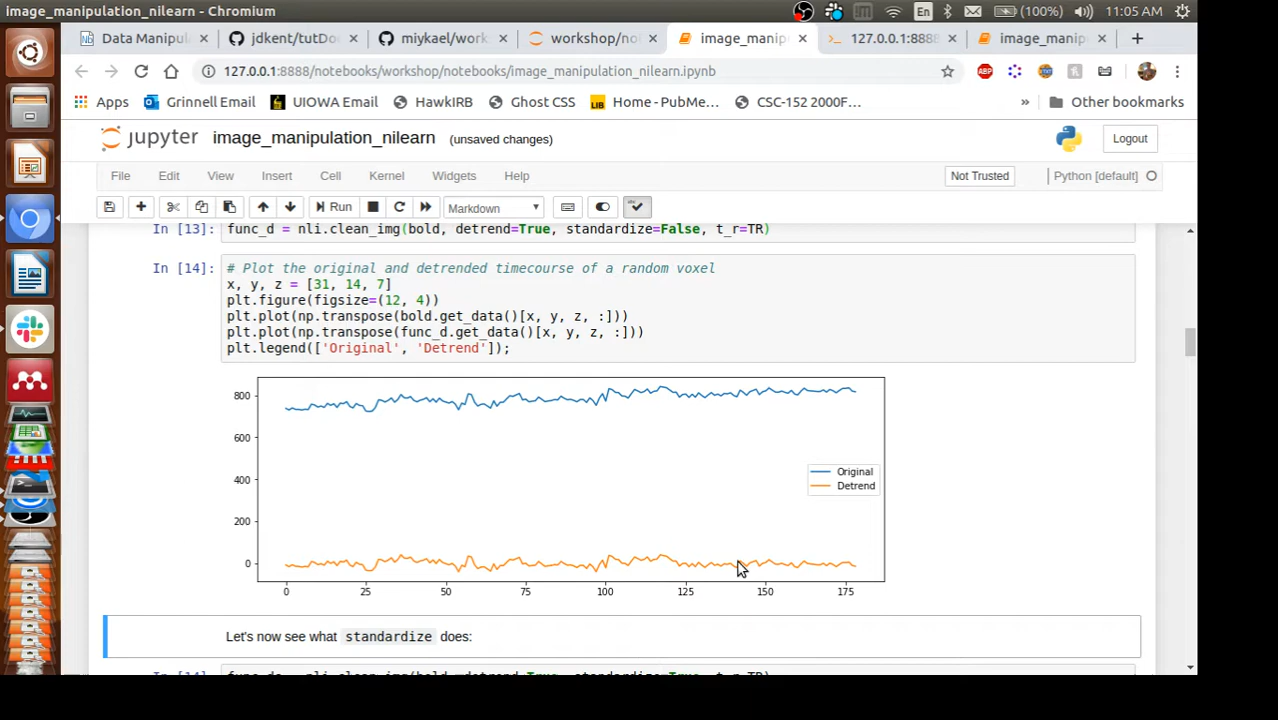 image_manipulation_nilearn - Chromium
En
(100%)
11:05 AM
Data Manipul
jdkent/tutDo
miykael/work
workshop/no
image_manip
127.0.0.1:888
image_manip
127.0.0.1:8888/notebooks/workshop/notebooks/image_manipulation_nilearn.ipynb
ABP
Apps
Grinnell Email
UIOWA Email
HawkIRB
Ghost CSS
LIB
Home - PubMe...
CSC-152 2000F...
»
Other bookmarks
jupyter
image_manipulation_nilearn
(unsaved changes)
Logout
File
Edit
View
Insert
Cell
Kernel
Widgets
Help
Not Trusted
Python [default]
Run
Markdown
In [13]: func_d = nli.clean_img(bold, detrend=True, standardize=False, t_r=TR)
In [14]: # Plot the original and detrended timecourse of a random voxel
x, y, z = [31, 14, 7]
plt.figure(figsize=(12, 4))
plt.plot(np.transpose(bold.get_data()[x, y, z, :]))
plt.plot(np.transpose(func_d.get_data()[x, y, z, :]))
plt.legend(['Original', 'Detrend']);
800
600
400
200
0
Original
Detrend
0 25 50 75 100 125 150 175
Let's now see what standardize does: